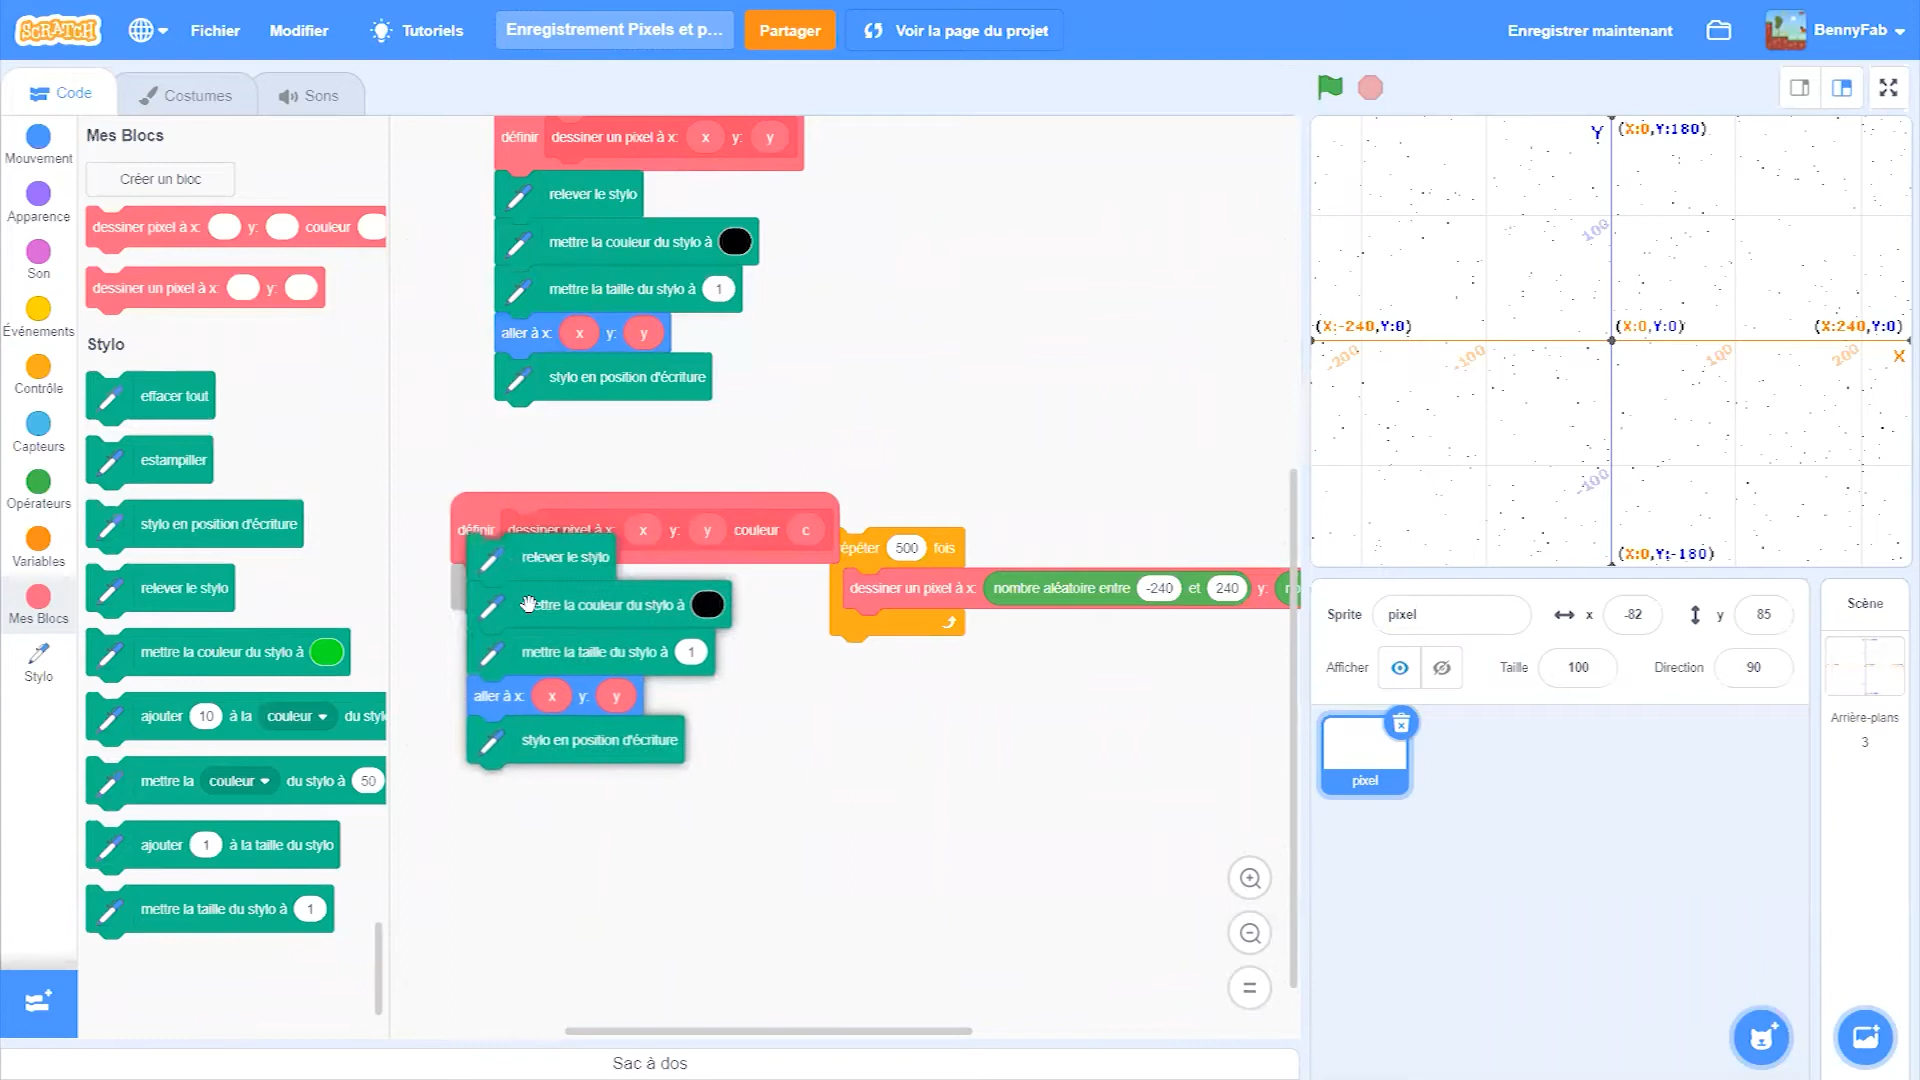 SCRATCH Fichier Modifier Tutoriels Enregistrement Pixels et p... Partager Voir la page du projet Enregistrer maintenant BennyFab
Code Costumes Sons
Mouvement
Apparence
Son
Événements
Contrôle
Capteurs
Opérateurs
Variables
Mes Blocs
Stylo
Mes Blocs
Créer un bloc
dessiner pixel à x: y: couleur
dessiner un pixel à x: y:
Stylo
effacer tout
estampiller
stylo en position d'écriture
relever le stylo
mettre la couleur du stylo à
ajouter 10 à la couleur du
mettre la couleur du stylo à 50
ajouter 1 à la taille du stylo
mettre la taille du stylo à 1
définir dessiner un pixel à x: x y: y
relever le stylo
mettre la couleur du stylo à
mettre la taille du stylo à 1
aller à x: x y: y
stylo en position d'écriture
définir dessiner pixel à x: x y: y couleur c
relever le stylo
la couleur du stylo à
mettre la taille du stylo à 1
aller à x: x y: y
stylo en position d'écriture
500 fois
dessiner un pixel à x: nombre aléatoire entre -240 et 240 y:
Y (X:0,Y:180)
100
(X:-240,Y:0) (X:0,Y:0) (X:240,Y:0)
-200 -100 100 200 X
-100
(X:0,Y:-180)
Sprite pixel x -82 y 85
Afficher Taille 100 Direction 90
pixel
Scène
Arrière-plans
3
Sac à dos